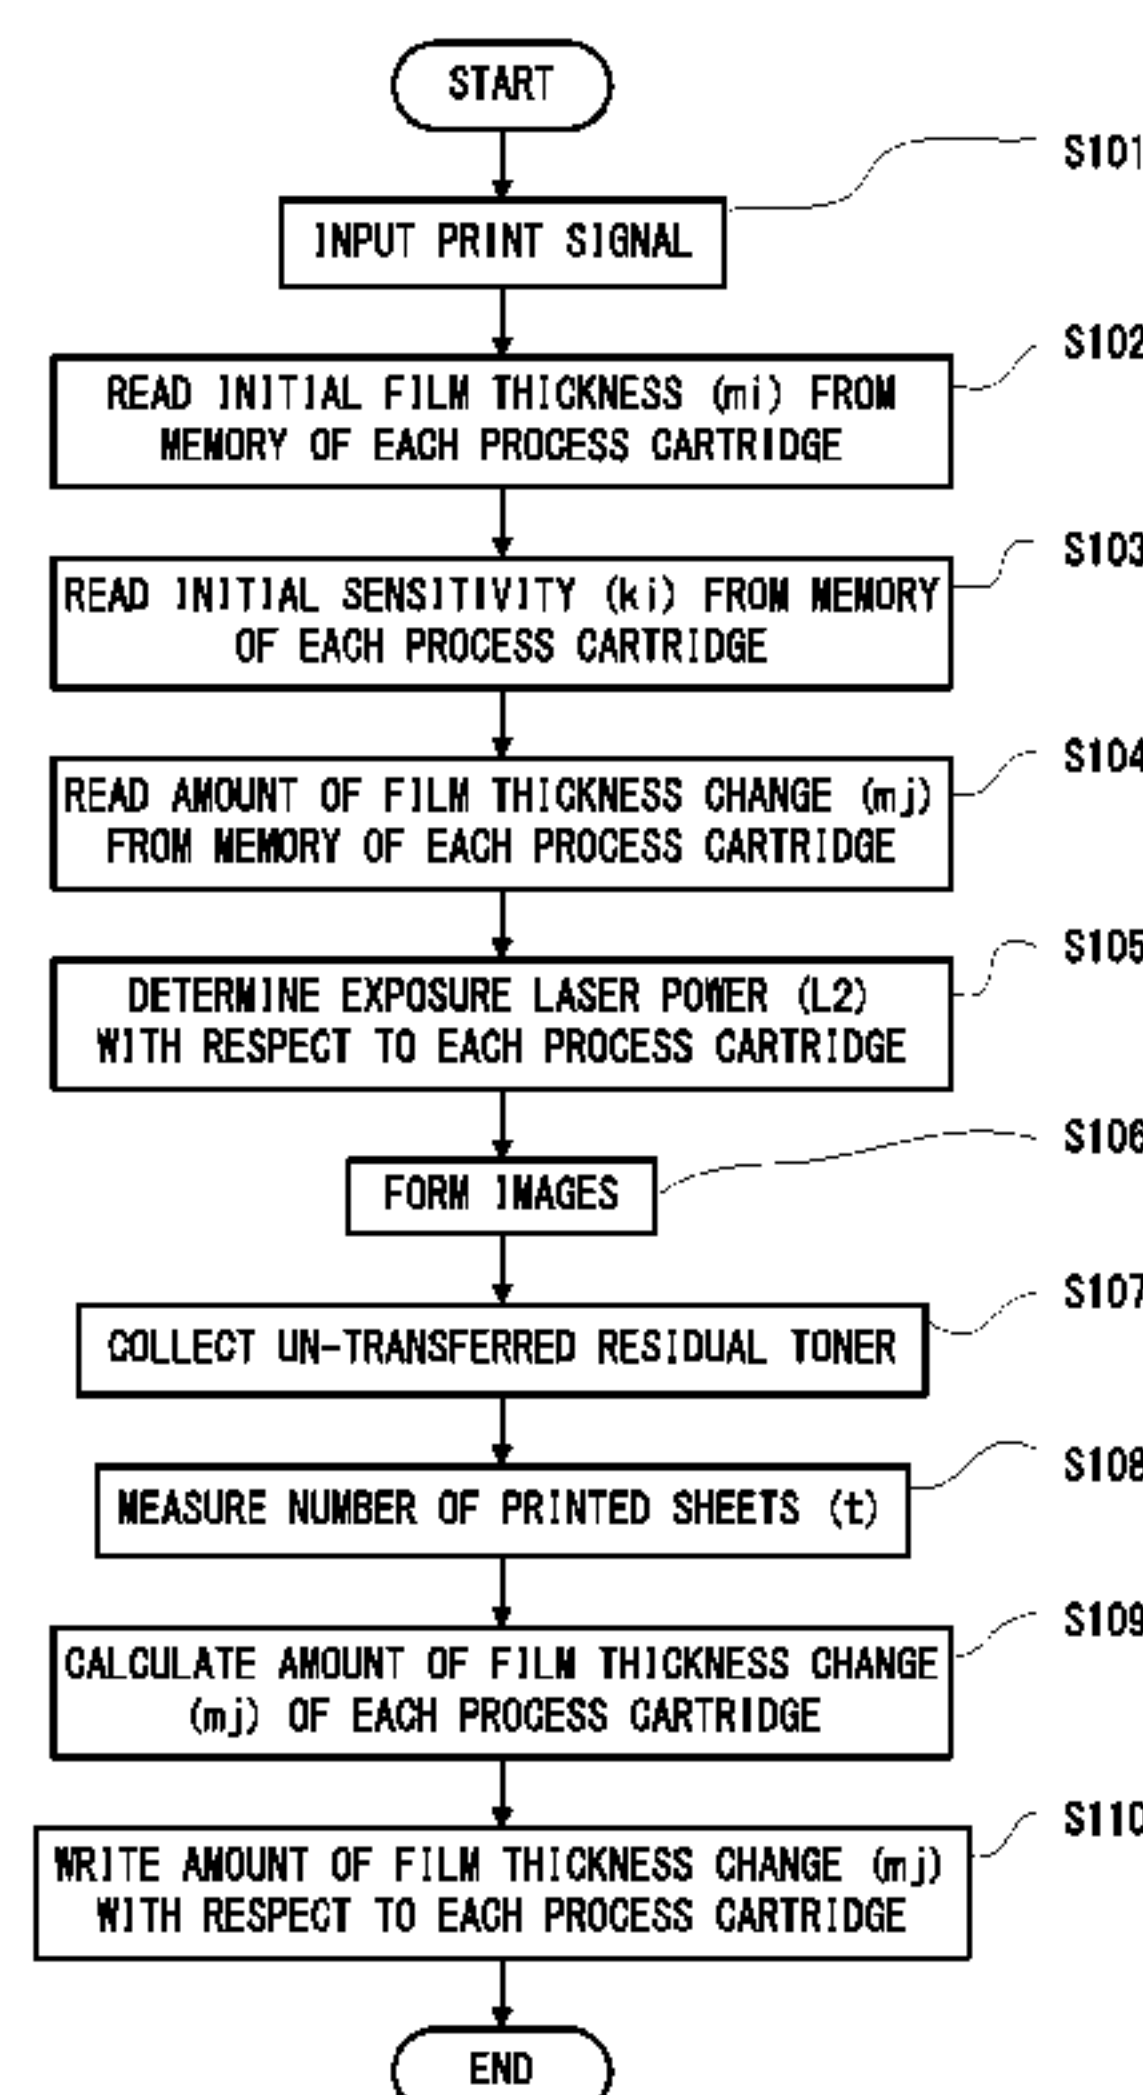 START
S101
INPUT PRINT SIGNAL
S102
READ INITIAL FILM THICKNESS (mi) FROM
MEMORY OF EACH PROCESS CARTRIDGE
S103
READ INITIAL SENSITIVITY (ki) FROM MEMORY
OF EACH PROCESS CARTRIDGE
S104
READ AMOUNT OF FILM THICKNESS CHANGE (mj)
FROM MEMORY OF EACH PROCESS CARTRIDGE
S105
DETERMINE EXPOSURE LASER POWER (L2)
WITH RESPECT TO EACH PROCESS CARTRIDGE
S106
FORM IMAGES
S107
COLLECT UN-TRANSFERRED RESIDUAL TONER
S108
MEASURE NUMBER OF PRINTED SHEETS (t)
S109
CALCULATE AMOUNT OF FILM THICKNESS CHANGE
(mj) OF EACH PROCESS CARTRIDGE
S110
WRITE AMOUNT OF FILM THICKNESS CHANGE (mj)
WITH RESPECT TO EACH PROCESS CARTRIDGE
END